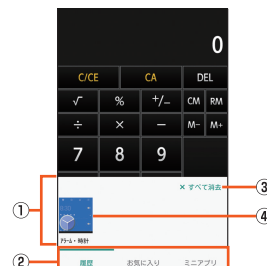 0
C/CE CA DEL
√ % +/− CM RM
÷ × − M− M+
7 8 9
① × すべて消去 ③
④
アラーム・時計
② 履歴 お気に入り ミニアプリ